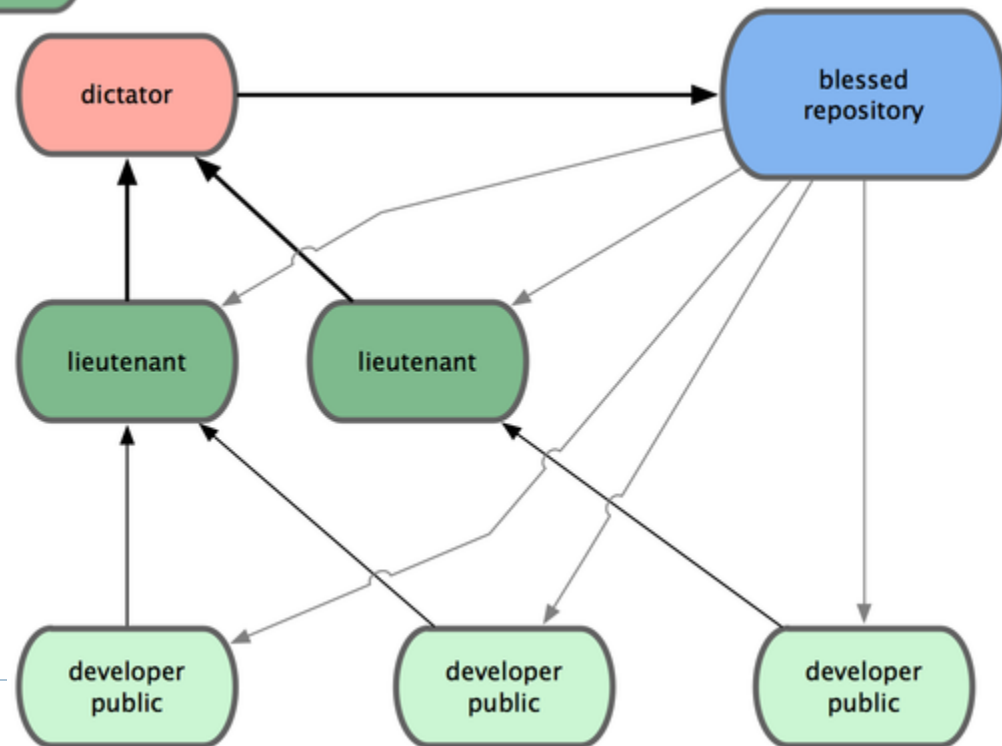 dictator
blessed
repository
lieutenant
lieutenant
developer
public
developer
public
developer
public